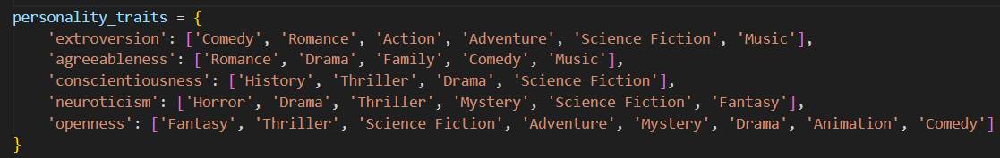 personality_traits = {
    'extroversion': ['Comedy', 'Romance', 'Action', 'Adventure', 'Science Fiction', 'Music'],
    'agreeableness': ['Romance', 'Drama', 'Family', 'Comedy', 'Music'],
    'conscientiousness': ['History', 'Thriller', 'Drama', 'Science Fiction'],
    'neuroticism': ['Horror', 'Drama', 'Thriller', 'Mystery', 'Science Fiction', 'Fantasy'],
    'openness': ['Fantasy', 'Thriller', 'Science Fiction', 'Adventure', 'Mystery', 'Drama', 'Animation', 'Comedy']
}